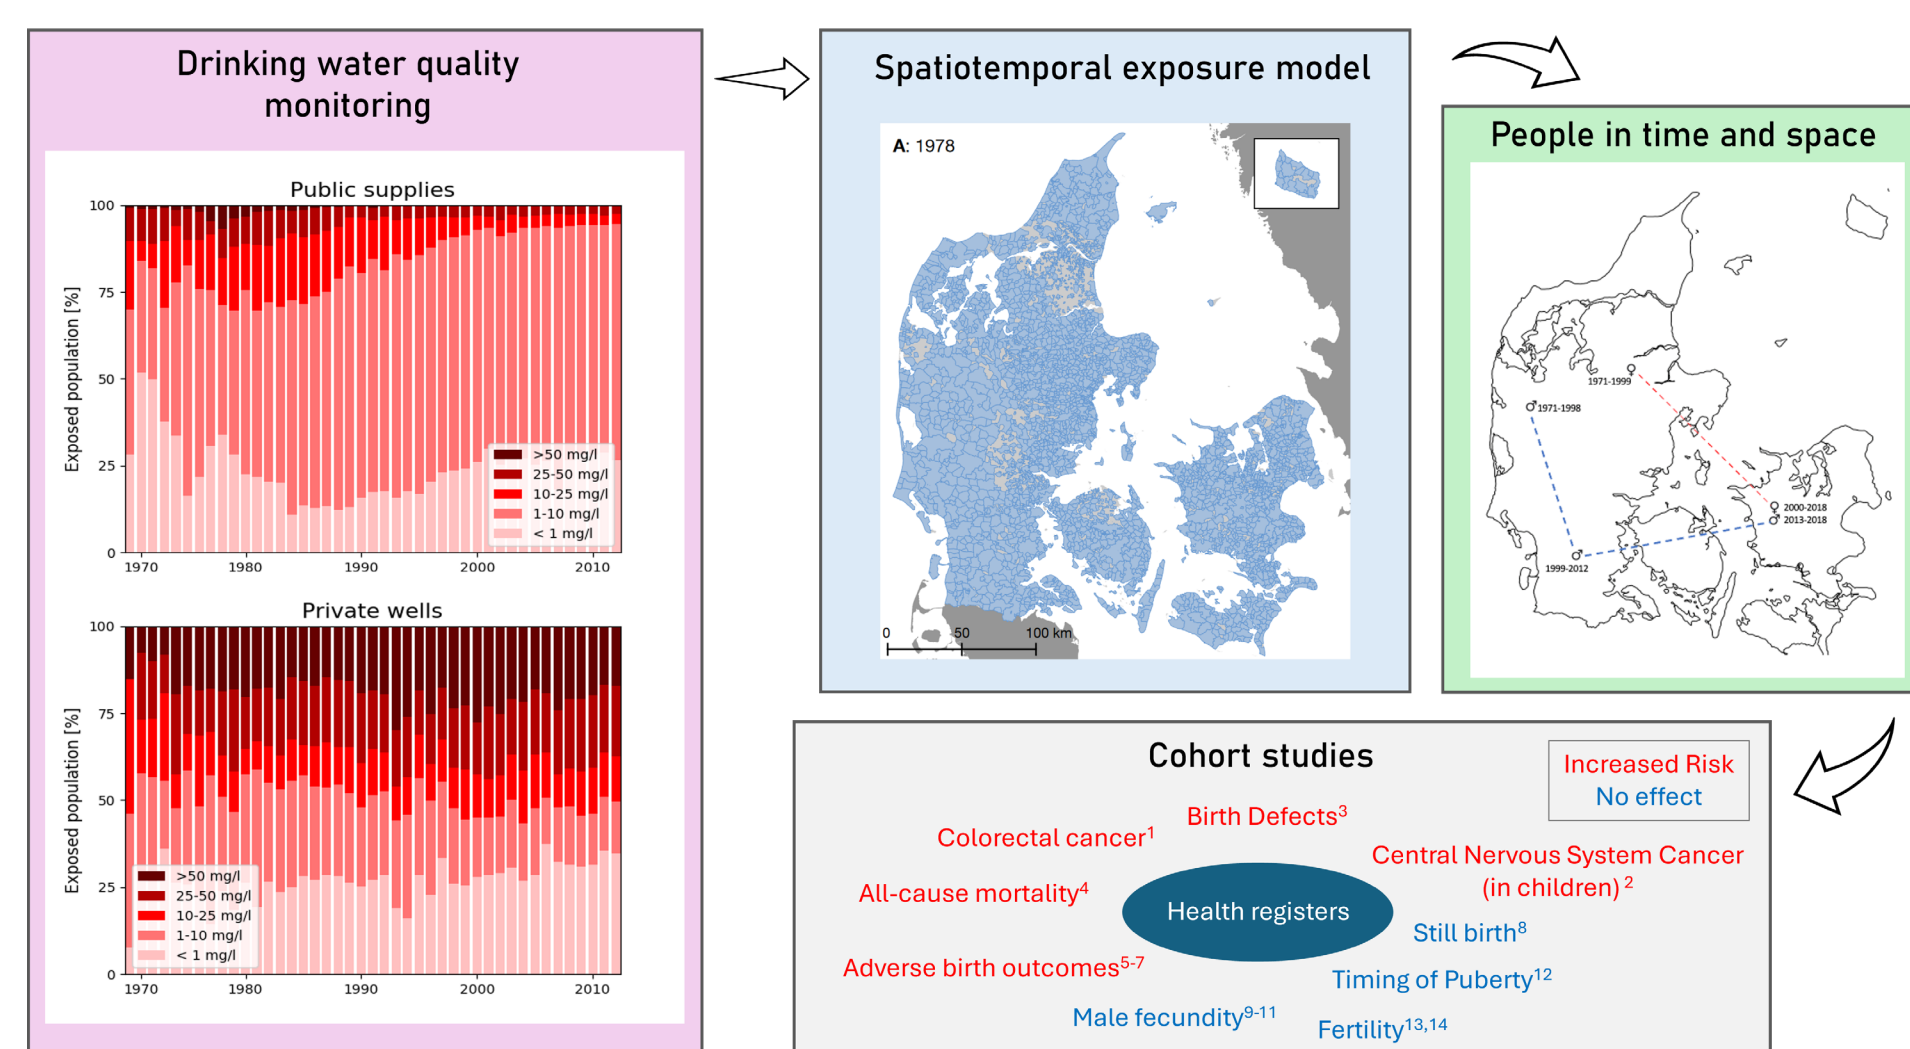 Drinking water quality
monitoring
Public supplies
Exposed population [%]
100
75
50
25
0
>50 mg/l
25-50 mg/l
10-25 mg/l
1-10 mg/l
< 1 mg/l
1970 1980 1990 2000 2010
Private wells
Exposed population [%]
100
75
50
25
0
>50 mg/l
25-50 mg/l
10-25 mg/l
1-10 mg/l
< 1 mg/l
1970 1980 1990 2000 2010
Spatiotemporal exposure model
A: 1978
0 50 100 km
People in time and space
♀
1971-1999
♂1971-1998
♀ 2000-2018
♂ 2013-2018
♂
1999-2012
Cohort studies
Increased Risk
No effect
Birth Defects³
Colorectal cancer¹
Central Nervous System Cancer
(in children) ²
All-cause mortality⁴
Health registers
Still birth⁸
Adverse birth outcomes⁵⁻⁷
Timing of Puberty¹²
Male fecundity⁹⁻¹¹
Fertility¹³,¹⁴